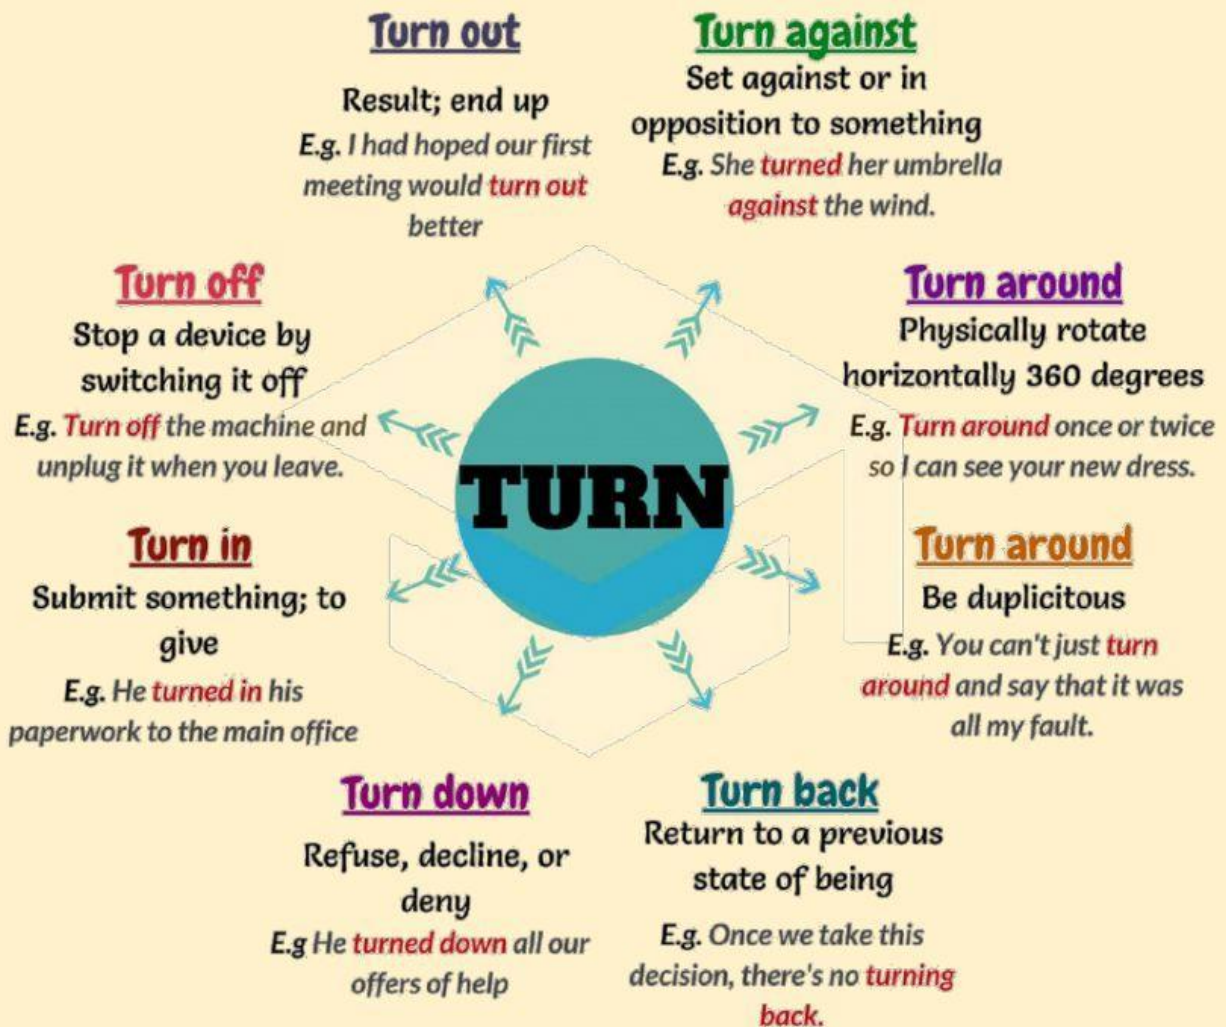 Turn out
Result; end up
E.g. I had hoped our first
meeting would turn out
better
Turn against
Set against or in
opposition to something
E.g. She turned her umbrella
against the wind.
Turn off
Stop a device by
switching it off
E.g. Turn off the machine and
unplug it when you leave.
Turn around
Physically rotate
horizontally 360 degrees
E.g. Turn around once or twice
so I can see your new dress.
TURN
Turn in
Submit something; to
give
E.g. He turned in his
paperwork to the main office
Turn around
Be duplicitous
E.g. You can't just turn
around and say that it was
all my fault.
Turn down
Refuse, decline, or
deny
E.g He turned down all our
offers of help
Turn back
Return to a previous
state of being
E.g. Once we take this
decision, there's no turning
back.